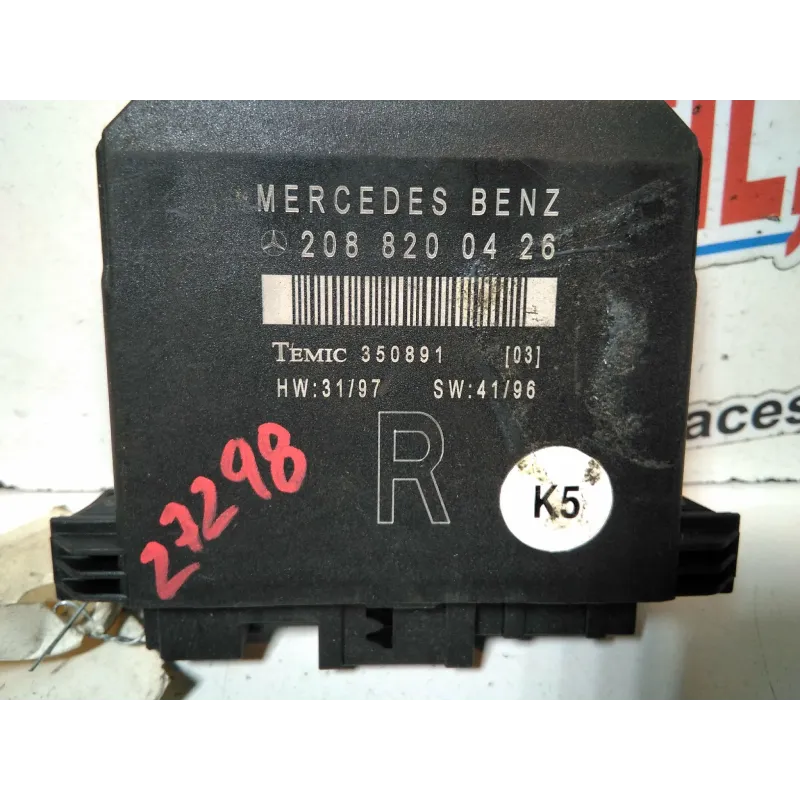 MERCEDES BENZ
208 820 04 26
TEMIC 350891 [03]
HW:31/97 SW:41/96
R
K5
27298